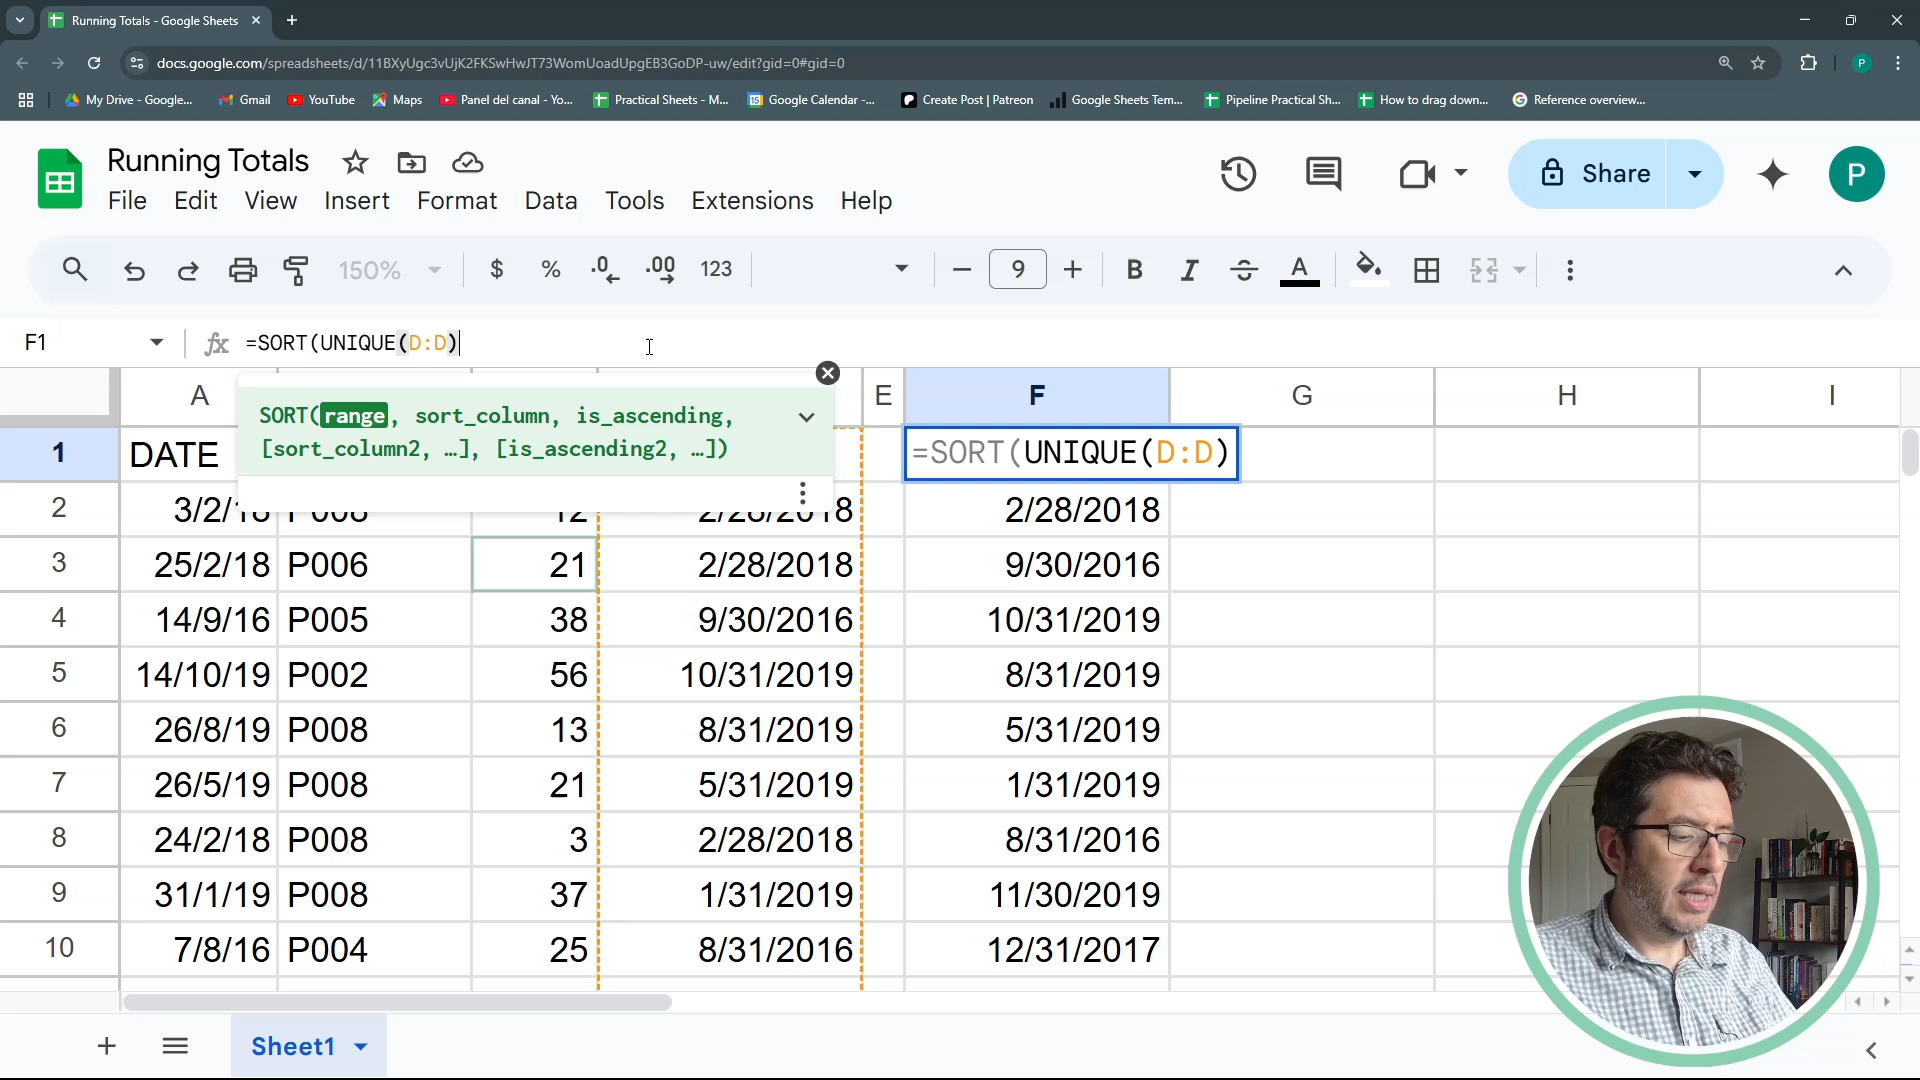 Running Totals - Google Sheets
docs.google.com/spreadsheets/d/11BXyUgc3vUjK2FKSwHwJT73WomUoadUpgEB3GoDP-uw/edit?gid=0#gid=0
P
My Drive - Google...
Gmail
YouTube
Maps
Panel del canal - Yo...
Practical Sheets - M...
Google Calendar -...
Create Post | Patreon
Google Sheets Tem...
Pipeline Practical Sh...
How to drag down...
Reference overview...
Running Totals
Share
P
File Edit View Insert Format Data Tools Extensions Help
150% $ % .0 .00 123 9 B I A
F1 fx =SORT(UNIQUE(D:D)
A E F G H I
SORT(range, sort_column, is_ascending,
[sort_column2, …], [is_ascending2, …])
1 DATE =SORT(UNIQUE(D:D)
2 3/2/18 P008 12 2/28/2018 2/28/2018
3 25/2/18 P006 21 2/28/2018 9/30/2016
4 14/9/16 P005 38 9/30/2016 10/31/2019
5 14/10/19 P002 56 10/31/2019 8/31/2019
6 26/8/19 P008 13 8/31/2019 5/31/2019
7 26/5/19 P008 21 5/31/2019 1/31/2019
8 24/2/18 P008 3 2/28/2018 8/31/2016
9 31/1/19 P008 37 1/31/2019 11/30/2019
10 7/8/16 P004 25 8/31/2016 12/31/2017
Sheet1